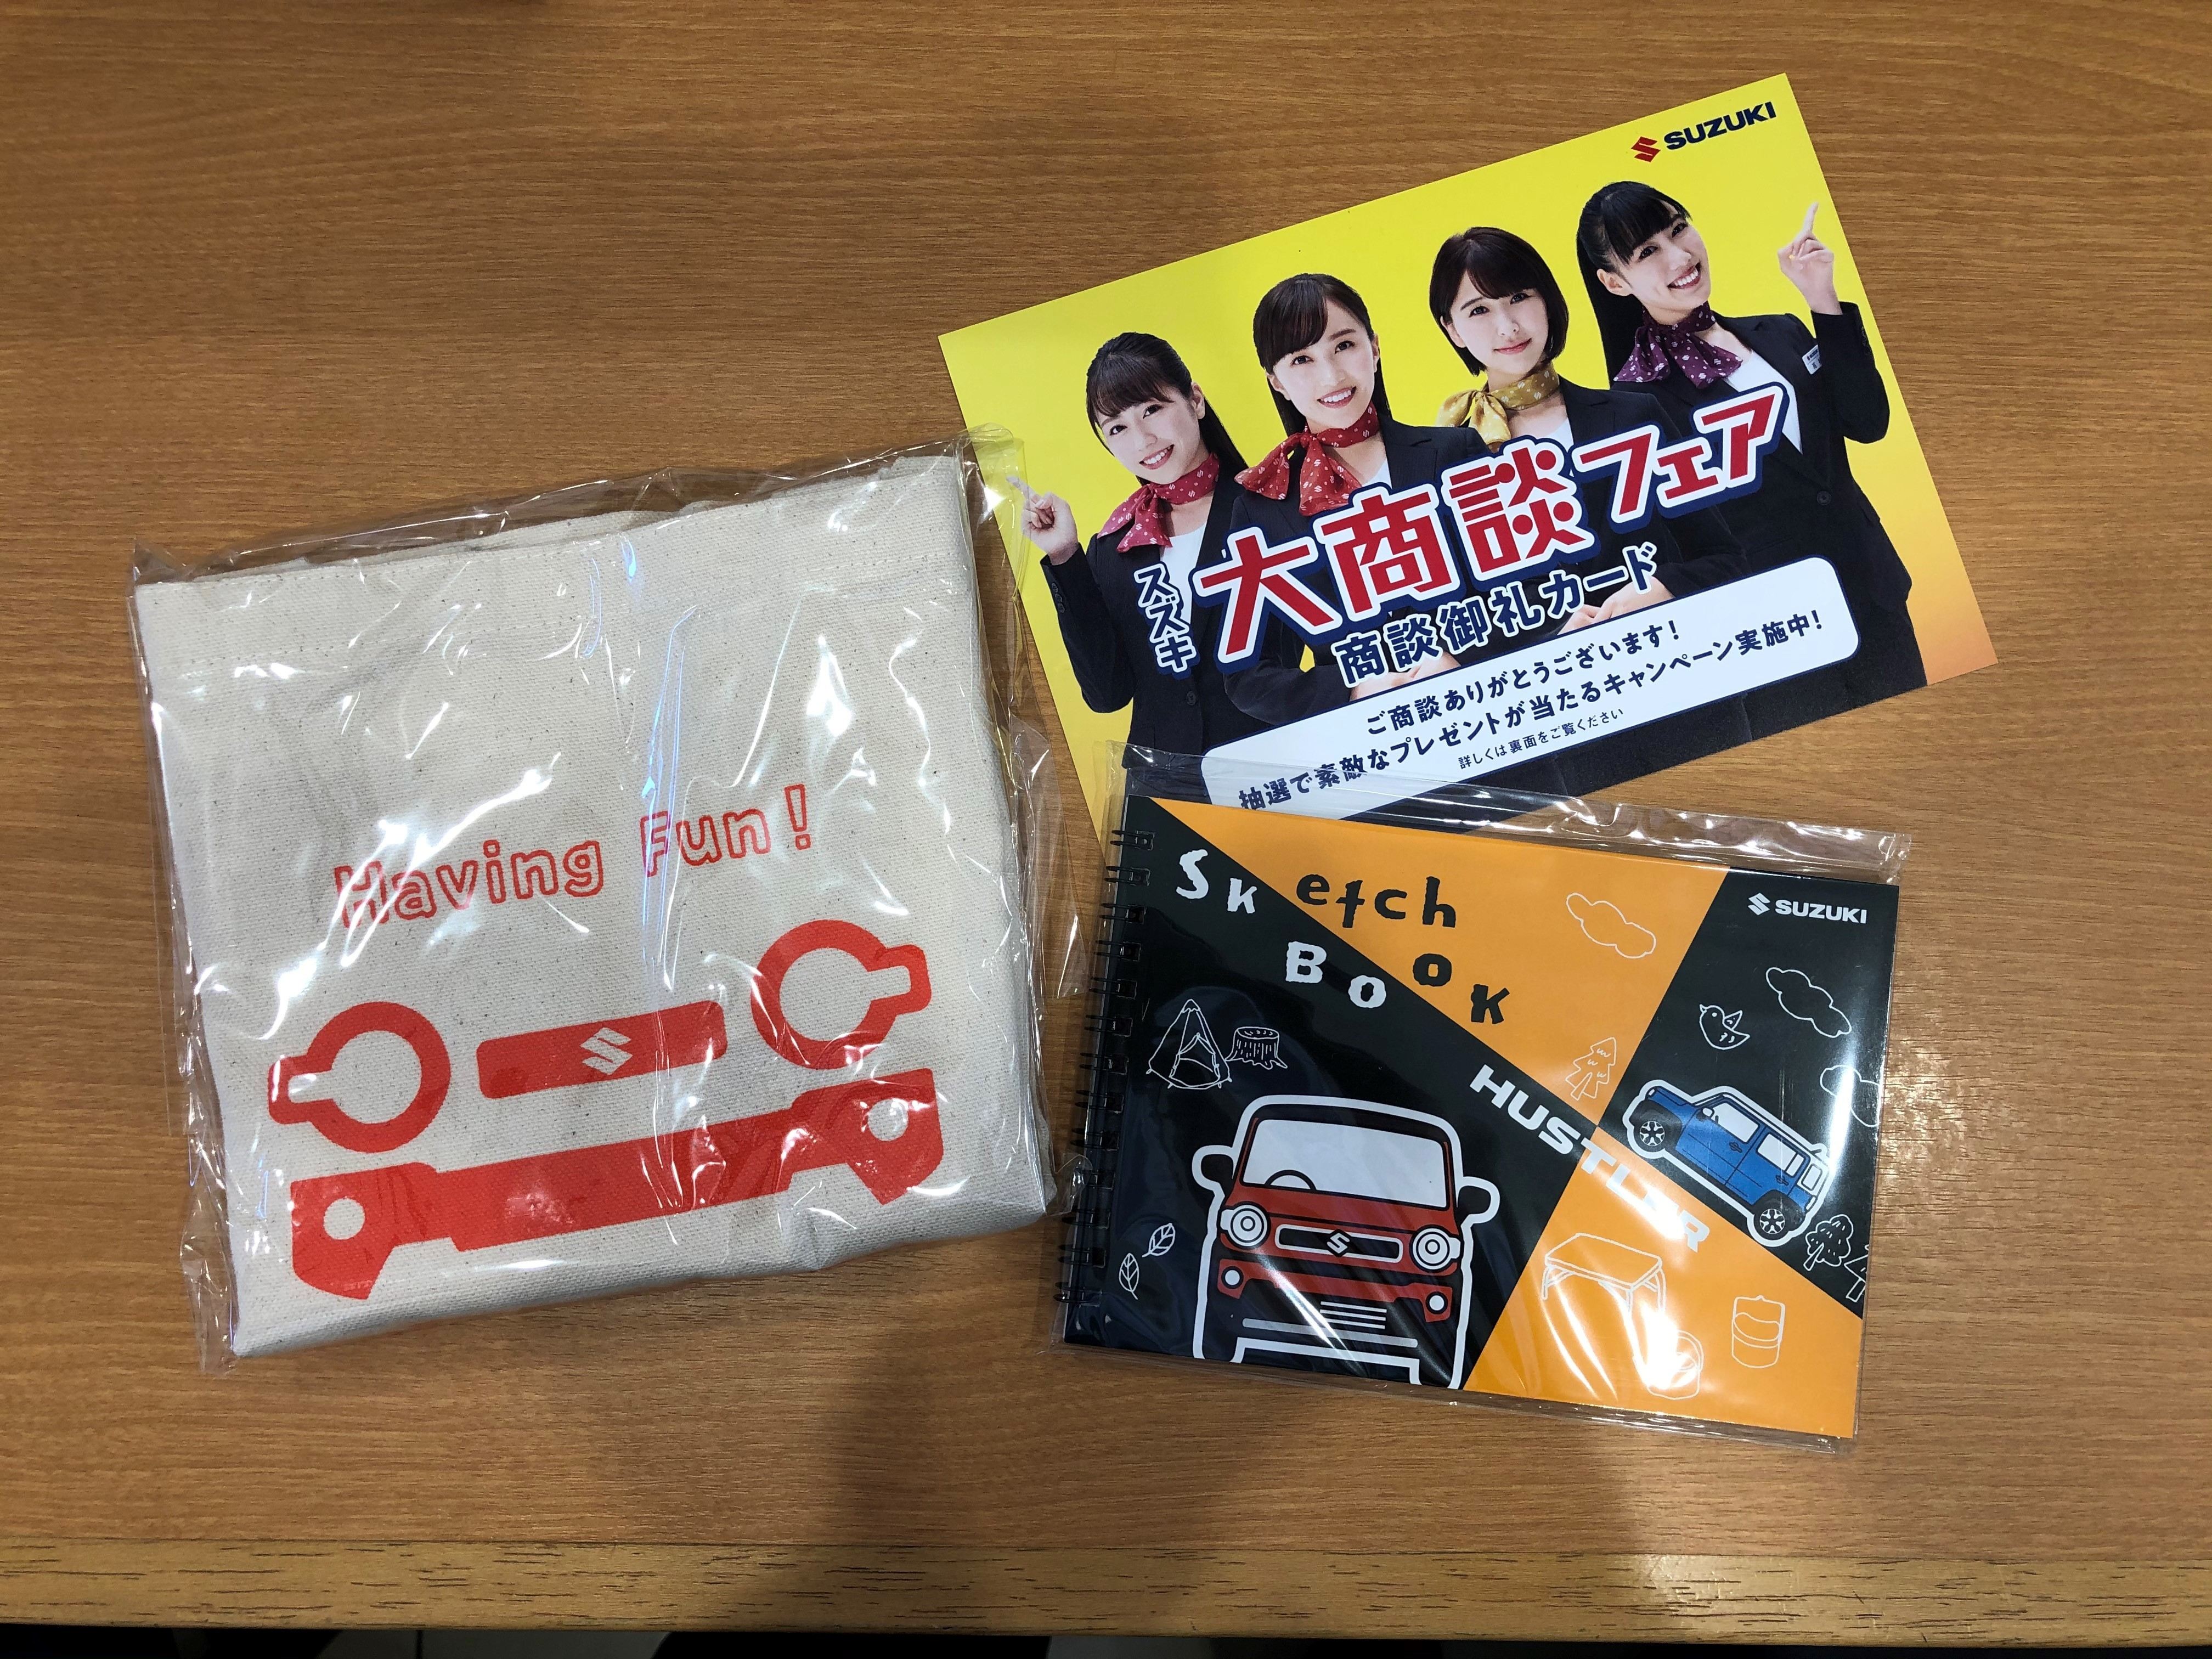 SUZUKI
スズキ
大商談フェア
商談御礼カード
ご商談ありがとうございます!
抽選で素敵なプレゼントが当たるキャンペーン実施中!
詳しくは裏面をご覧ください
Having Fun!
Sketch
Book
SUZUKI
HUSTLER